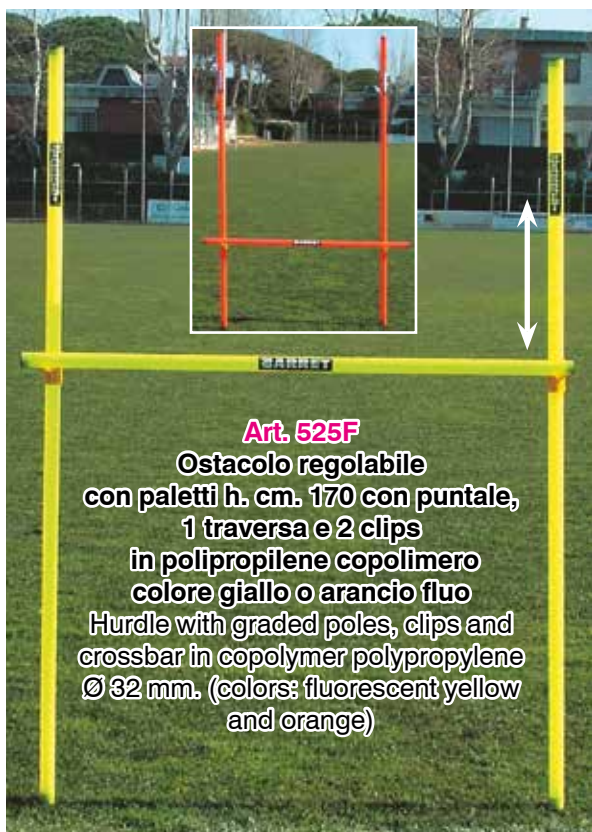 GARNET
GARNET
Art. 525F
Ostacolo regolabile
con paletti h. cm. 170 con puntale,
1 traversa e 2 clips
in polipropilene copolimero
colore giallo o arancio fluo
Hurdle with graded poles, clips and
crossbar in copolymer polypropylene
Ø 32 mm. (colors: fluorescent yellow
and orange)